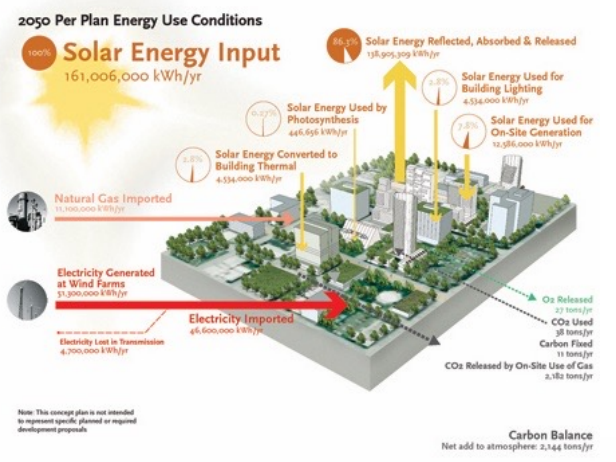 2050 Per Plan Energy Use Conditions
100%
Solar Energy Input
161,006,000 kWh/yr
86.3%
Solar Energy Reflected, Absorbed & Released
138,905,309 kWh/yr
2.8%
Solar Energy Used for
Building Lighting
4,534,000 kWh/yr
0.27%
Solar Energy Used by
Photosynthesis
446,656 kWh/yr
7.8%
Solar Energy Used for
On-Site Generation
12,586,000 kWh/yr
2.8%
Solar Energy Converted to
Building Thermal
4,534,000 kWh/yr
Natural Gas Imported
11,100,000 kWh/yr
Electricity Generated
at Wind Farms
51,300,000 kWh/yr
Electricity Imported
46,600,000 kWh/yr
Electricity Lost in Transmission
4,700,000 kWh/yr
O2 Released
27 tons/yr
CO2 Used
38 tons/yr
Carbon Fixed
11 tons/yr
CO2 Released by On-Site Use of Gas
2,182 tons/yr
Note: This concept plan is not intended
to represent specific planned or required
development proposals
Carbon Balance
Net add to atmosphere: 2,144 tons/yr